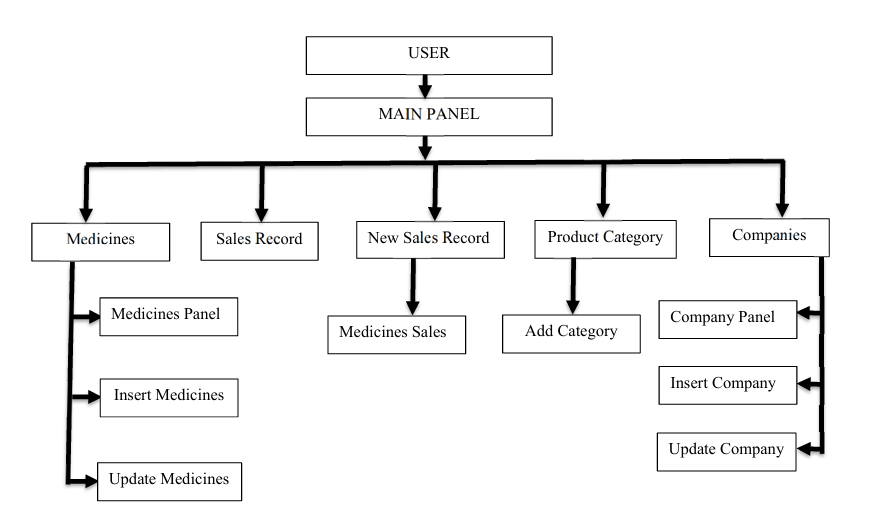 USER
MAIN PANEL
Medicines
Sales Record
New Sales Record
Product Category
Companies
Medicines Panel
Insert Medicines
Update Medicines
Medicines Sales
Add Category
Company Panel
Insert Company
Update Company